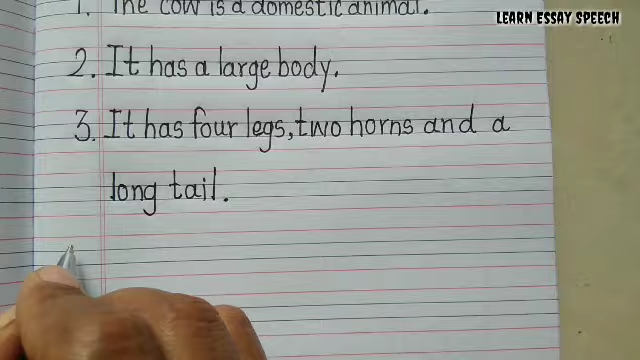 LEARN ESSAY SPEECH
1. The cow is a domestic animal.
2. It has a large body.
3. It has four legs, two horns and a
long tail.